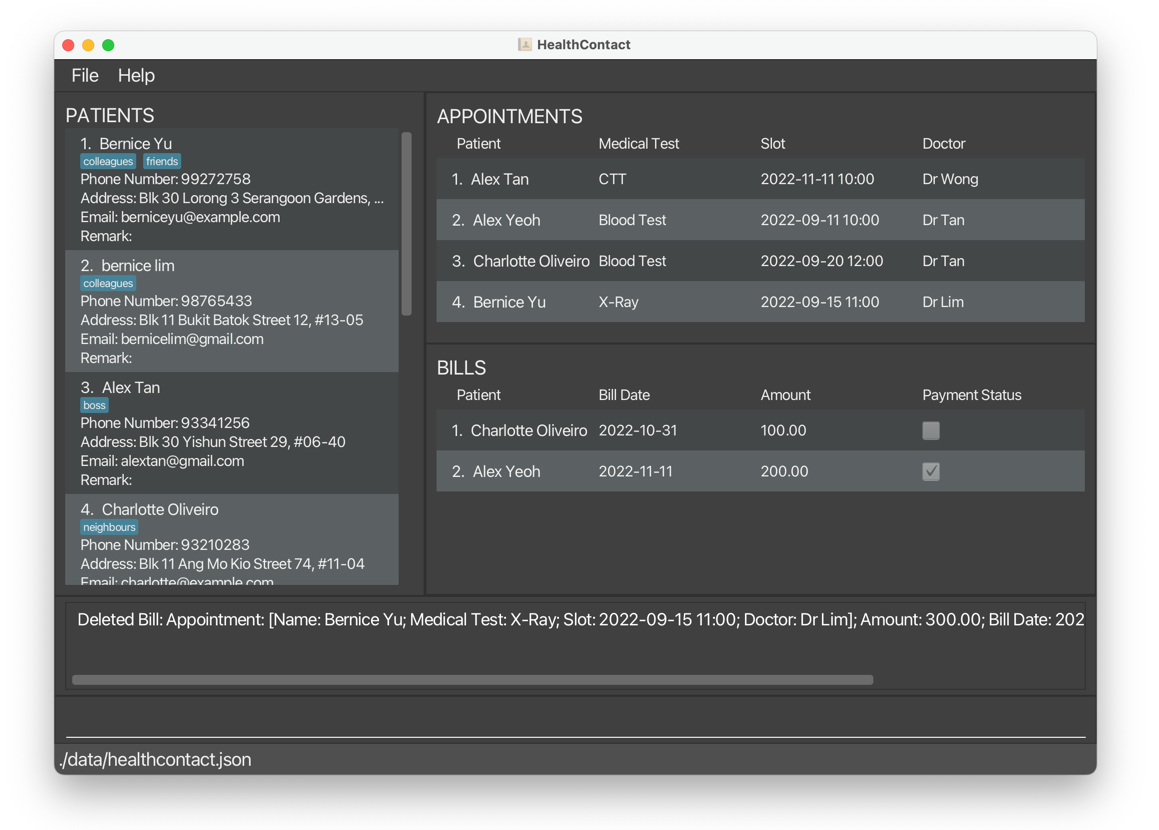 HealthContact
File Help
PATIENTS
1. Bernice Yu
colleagues friends
Phone Number: 99272758
Address: Blk 30 Lorong 3 Serangoon Gardens, ...
Email: berniceyu@example.com
Remark:
2. bernice lim
colleagues
Phone Number: 98765433
Address: Blk 11 Bukit Batok Street 12, #13-05
Email: bernicelim@gmail.com
Remark:
3. Alex Tan
boss
Phone Number: 93341256
Address: Blk 30 Yishun Street 29, #06-40
Email: alextan@gmail.com
Remark:
4. Charlotte Oliveiro
neighbours
Phone Number: 93210283
Address: Blk 11 Ang Mo Kio Street 74, #11-04
Email: charlotte@example.com
APPOINTMENTS
Patient Medical Test Slot Doctor
1. Alex Tan CTT 2022-11-11 10:00 Dr Wong
2. Alex Yeoh Blood Test 2022-09-11 10:00 Dr Tan
3. Charlotte Oliveiro Blood Test 2022-09-20 12:00 Dr Tan
4. Bernice Yu X-Ray 2022-09-15 11:00 Dr Lim
BILLS
Patient Bill Date Amount Payment Status
1. Charlotte Oliveiro 2022-10-31 100.00
2. Alex Yeoh 2022-11-11 200.00
Deleted Bill: Appointment: [Name: Bernice Yu; Medical Test: X-Ray; Slot: 2022-09-15 11:00; Doctor: Dr Lim]; Amount: 300.00; Bill Date: 202
./data/healthcontact.json